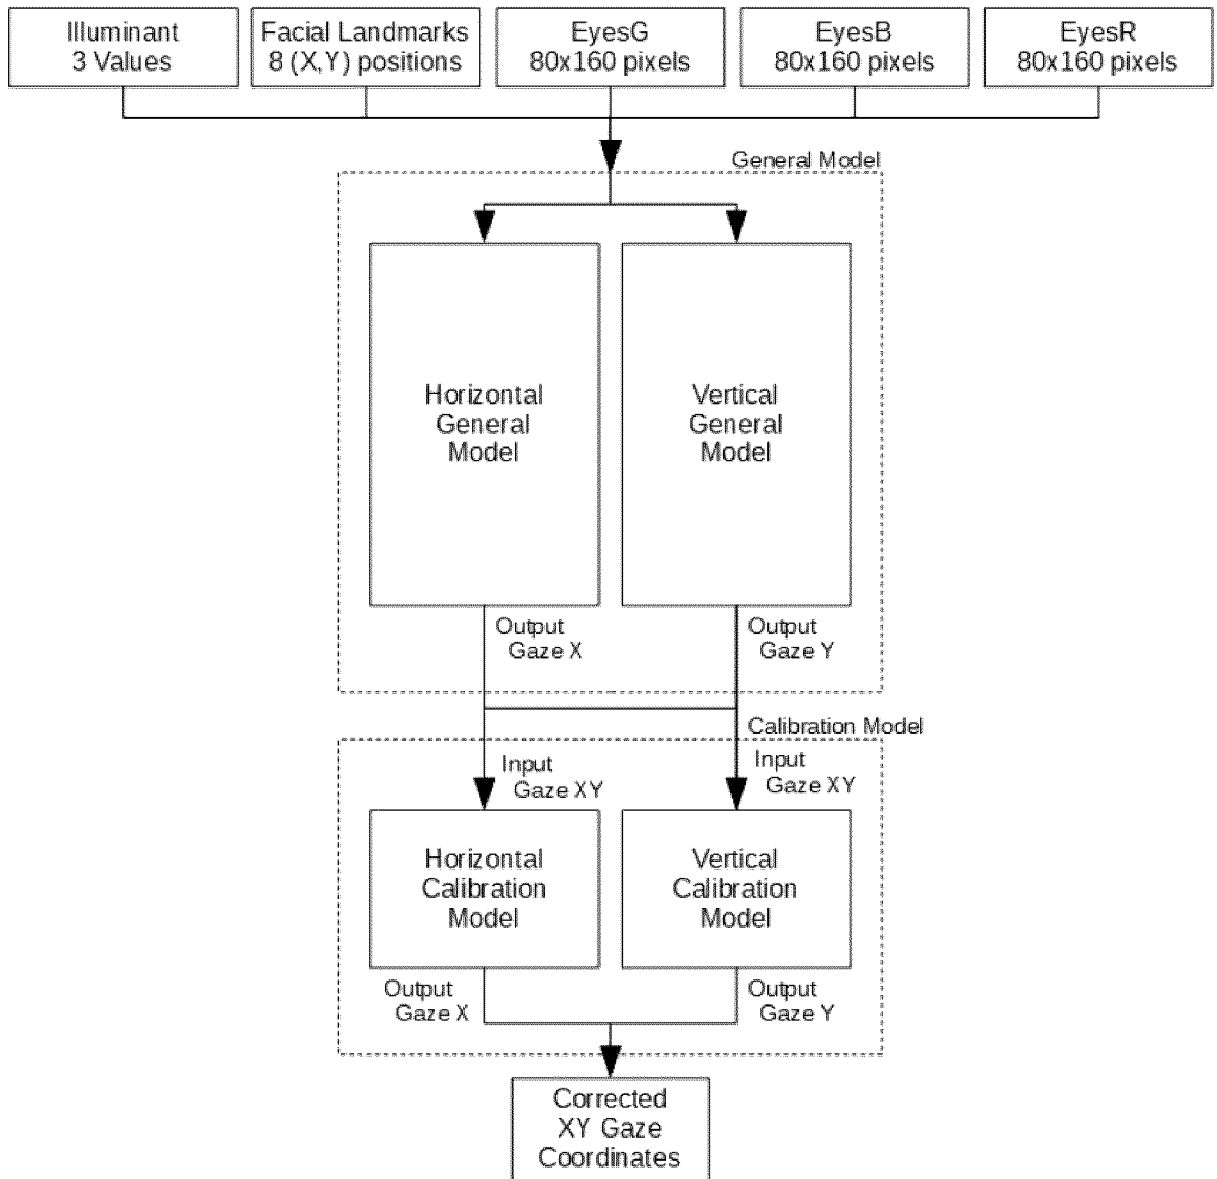 Illuminant
3 Values
Facial Landmarks
8 (X,Y) positions
EyesG
80x160 pixels
EyesB
80x160 pixels
EyesR
80x160 pixels
General Model
Horizontal
General
Model
Vertical
General
Model
Output
Gaze X
Output
Gaze Y
Calibration Model
Input
Gaze XY
Input
Gaze XY
Horizontal
Calibration
Model
Vertical
Calibration
Model
Output
Gaze X
Output
Gaze Y
Corrected
XY Gaze
Coordinates